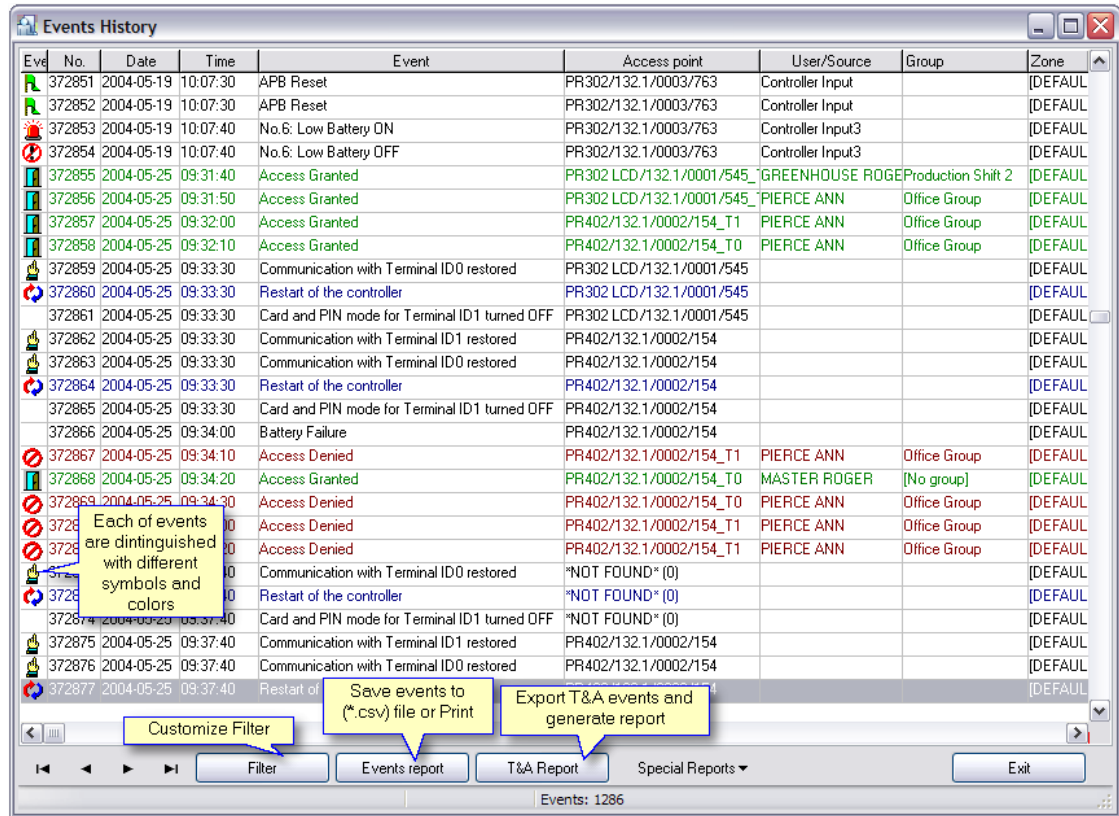 Events History
Eve No. Date Time Event Access point User/Source Group Zone
372851 2004-05-19 10:07:30 APB Reset PR302/132.1/0003/763 Controller Input [DEFAUL
372852 2004-05-19 10:07:30 APB Reset PR302/132.1/0003/763 Controller Input [DEFAUL
372853 2004-05-19 10:07:40 No.6: Low Battery ON PR302/132.1/0003/763 Controller Input3 [DEFAUL
372854 2004-05-19 10:07:40 No.6: Low Battery OFF PR302/132.1/0003/763 Controller Input3 [DEFAUL
372855 2004-05-25 09:31:40 Access Granted PR302 LCD/132.1/0001/545_ GREENHOUSE ROGE Production Shift 2 [DEFAUL
372856 2004-05-25 09:31:50 Access Granted PR302 LCD/132.1/0001/545_ PIERCE ANN Office Group [DEFAUL
372857 2004-05-25 09:32:00 Access Granted PR402/132.1/0002/154_T1 PIERCE ANN Office Group [DEFAUL
372858 2004-05-25 09:32:10 Access Granted PR402/132.1/0002/154_T0 PIERCE ANN Office Group [DEFAUL
372859 2004-05-25 09:33:30 Communication with Terminal ID0 restored PR302 LCD/132.1/0001/545 [DEFAUL
372860 2004-05-25 09:33:30 Restart of the controller PR302 LCD/132.1/0001/545 [DEFAUL
372861 2004-05-25 09:33:30 Card and PIN mode for Terminal ID1 turned OFF PR302 LCD/132.1/0001/545 [DEFAUL
372862 2004-05-25 09:33:30 Communication with Terminal ID1 restored PR402/132.1/0002/154 [DEFAUL
372863 2004-05-25 09:33:30 Communication with Terminal ID0 restored PR402/132.1/0002/154 [DEFAUL
372864 2004-05-25 09:33:30 Restart of the controller PR402/132.1/0002/154 [DEFAUL
372865 2004-05-25 09:33:30 Card and PIN mode for Terminal ID1 turned OFF PR402/132.1/0002/154 [DEFAUL
372866 2004-05-25 09:34:00 Battery Failure PR402/132.1/0002/154 [DEFAUL
372867 2004-05-25 09:34:10 Access Denied PR402/132.1/0002/154_T1 PIERCE ANN Office Group [DEFAUL
372868 2004-05-25 09:34:20 Access Granted PR402/132.1/0002/154_T0 MASTER ROGER [No group] [DEFAUL
372869 2004-05-25 09:34:30 Access Denied PR402/132.1/0002/154_T0 PIERCE ANN Office Group [DEFAUL
3728 00 Access Denied PR402/132.1/0002/154_T1 PIERCE ANN Office Group [DEFAUL
3728 20 Access Denied PR402/132.1/0002/154_T1 PIERCE ANN Office Group [DEFAUL
40 Communication with Terminal ID0 restored *NOT FOUND* (0) [DEFAUL
3728 40 Restart of the controller *NOT FOUND* (0) [DEFAUL
372874 2004-05-25 09:37:40 Card and PIN mode for Terminal ID1 turned OFF *NOT FOUND* (0) [DEFAUL
372875 2004-05-25 09:37:40 Communication with Terminal ID1 restored PR402/132.1/0002/154 [DEFAUL
372876 2004-05-25 09:37:40 Communication with Terminal ID0 restored PR402/132.1/0002/154 [DEFAUL
372877 2004-05-25 09:37:40 Restart of [DEFAUL
Each of events
are dintinguished
with different
symbols and
colors
Customize Filter
Save events to
(*.csv) file or Print
Export T&A events and
generate report
Filter Events report T&A Report Special Reports Exit
Events: 1286